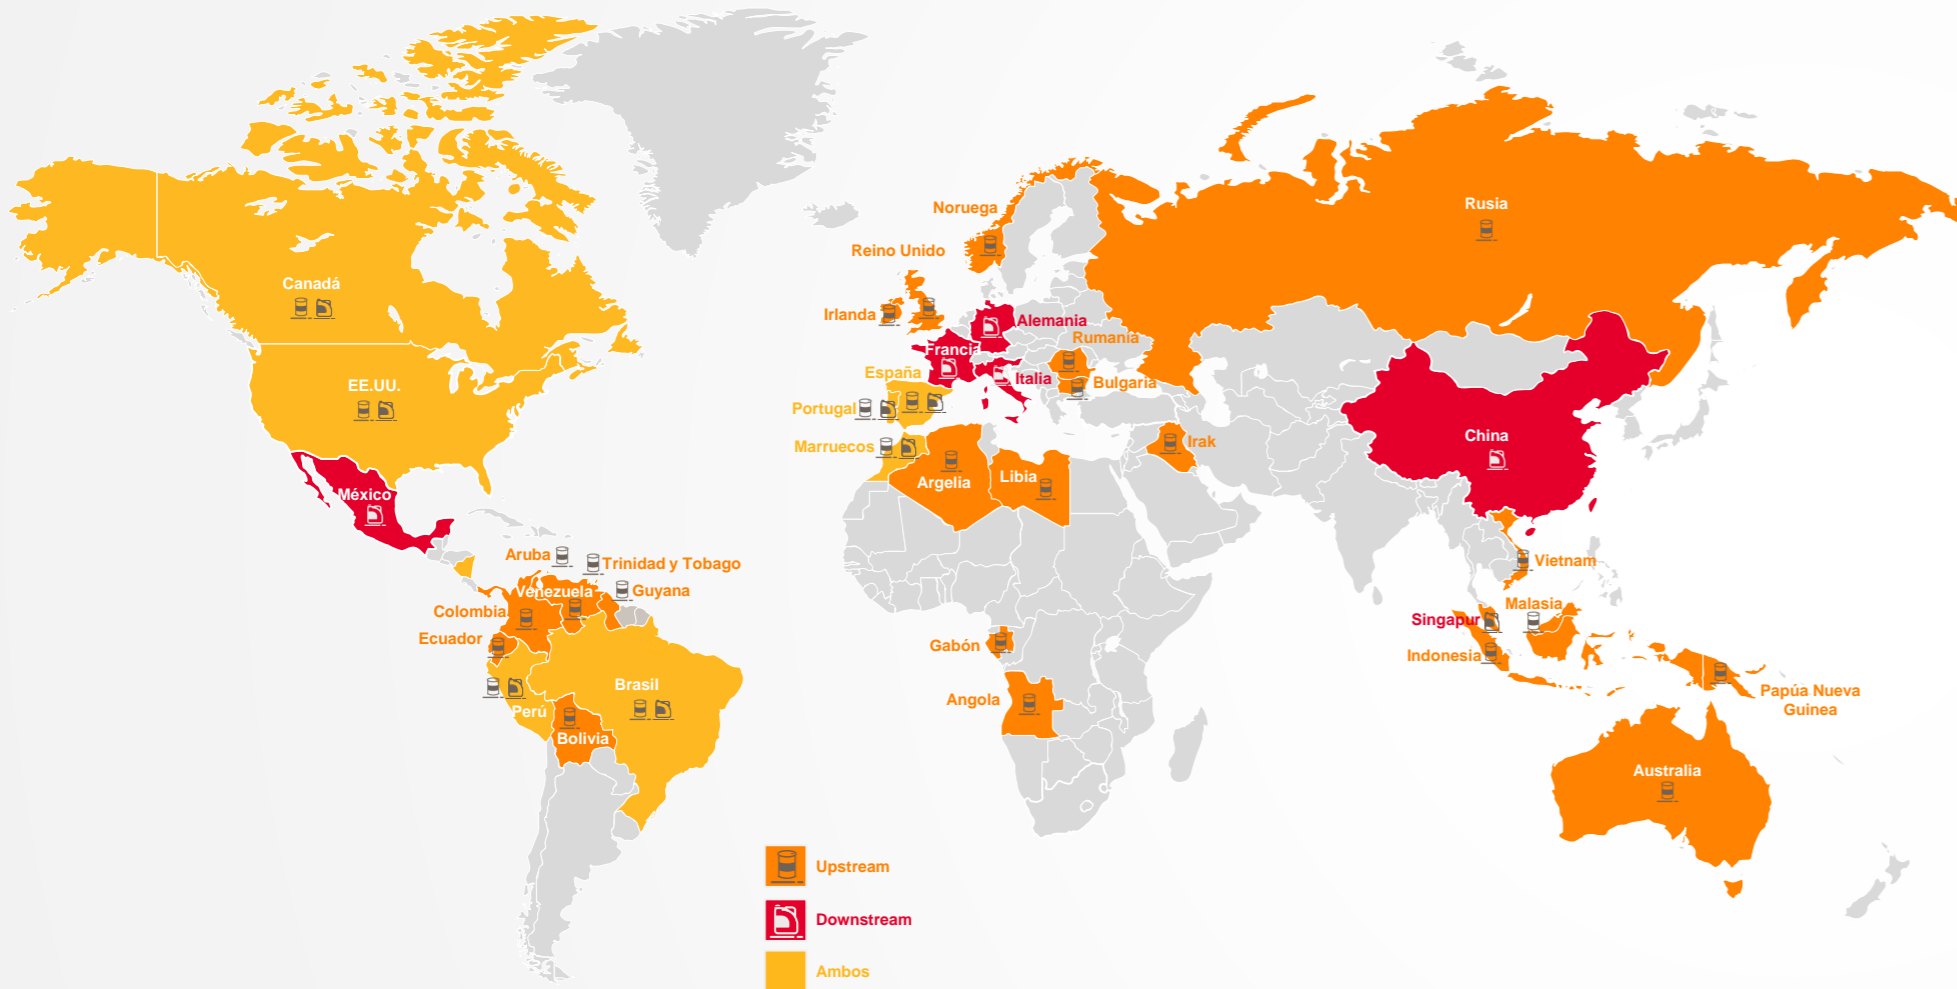 Noruega
Rusia
Reino Unido
Canadá
Irlanda
Alemania
Rumanía
Francia
España
Italia
Bulgaria
EE.UU.
Portugal
Marruecos
Irak
China
Argelia
Libia
México
Aruba
Trinidad y Tobago
Vietnam
Venezuela
Guyana
Colombia
Malasia
Singapur
Ecuador
Gabón
Indonesia
Brasil
Perú
Angola
Papúa Nueva
Guinea
Bolivia
Australia
Upstream
Downstream
Ambos